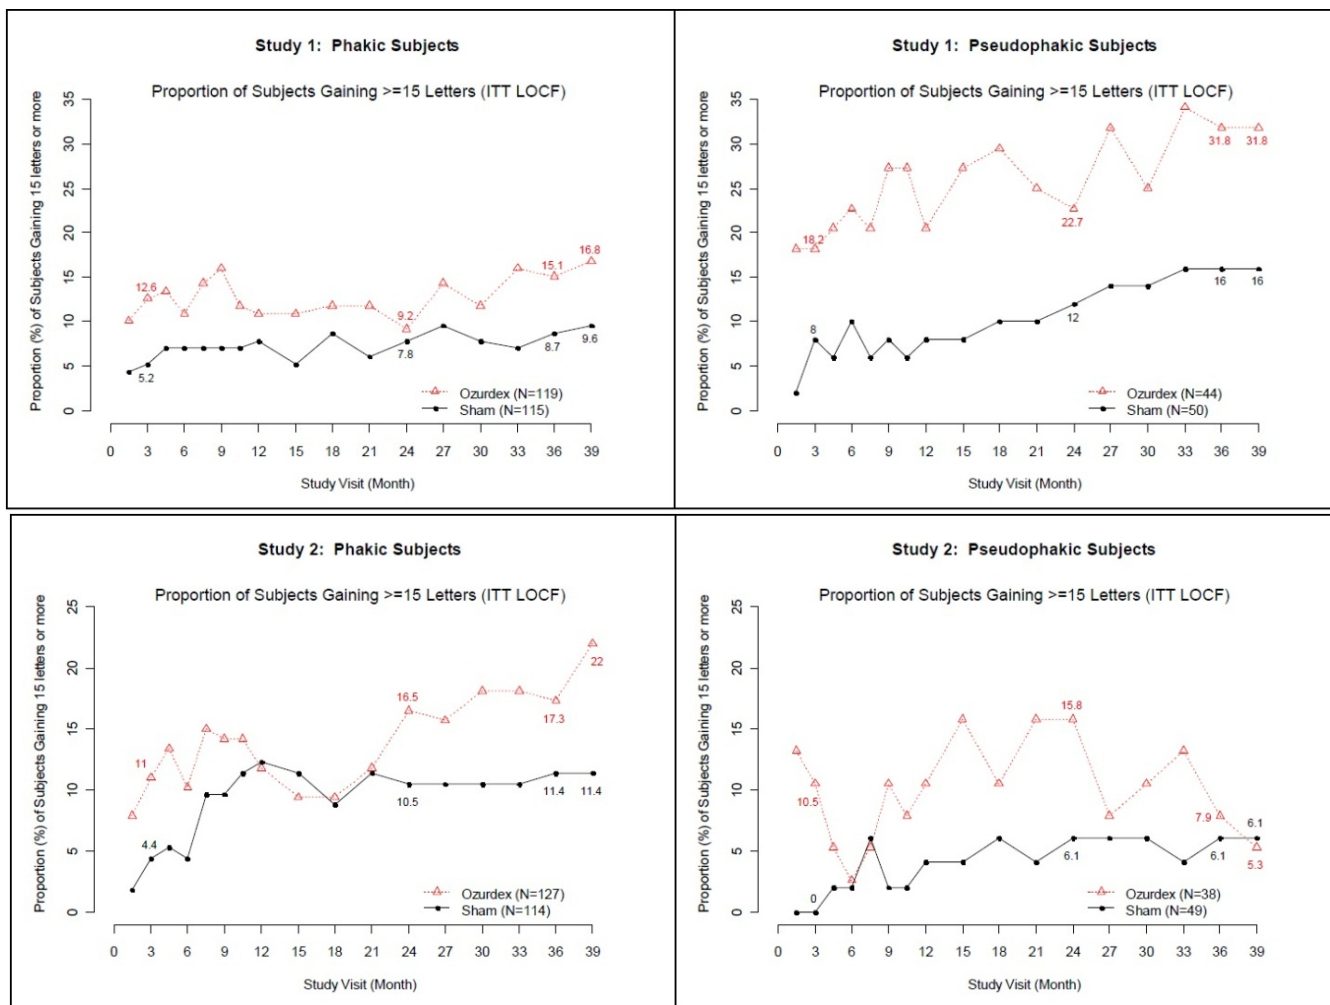 Study 1: Phakic Subjects
Proportion of Subjects Gaining >=15 Letters (ITT LOCF)
Proportion (%) of Subjects Gaining 15 letters or more
35
30
25
20
15
10
5
0
12.6
9.2
15.1
16.8
5.2
7.8
8.7
9.6
Ozurdex (N=119)
Sham (N=115)
0 3 6 9 12 15 18 21 24 27 30 33 36 39
Study Visit (Month)
Study 1: Pseudophakic Subjects
Proportion of Subjects Gaining >=15 Letters (ITT LOCF)
Proportion (%) of Subjects Gaining 15 letters or more
35
30
25
20
15
10
5
0
18.2
22.7
31.8
31.8
8
12
16
16
Ozurdex (N=44)
Sham (N=50)
0 3 6 9 12 15 18 21 24 27 30 33 36 39
Study Visit (Month)
Study 2: Phakic Subjects
Proportion of Subjects Gaining >=15 Letters (ITT LOCF)
Proportion (%) of Subjects Gaining 15 letters or more
25
20
15
10
5
0
11
16.5
17.3
22
4.4
10.5
11.4
11.4
Ozurdex (N=127)
Sham (N=114)
0 3 6 9 12 15 18 21 24 27 30 33 36 39
Study Visit (Month)
Study 2: Pseudophakic Subjects
Proportion of Subjects Gaining >=15 Letters (ITT LOCF)
Proportion (%) of Subjects Gaining 15 letters or more
25
20
15
10
5
0
10.5
15.8
7.9
5.3
0
6.1
6.1
6.1
Ozurdex (N=38)
Sham (N=49)
0 3 6 9 12 15 18 21 24 27 30 33 36 39
Study Visit (Month)